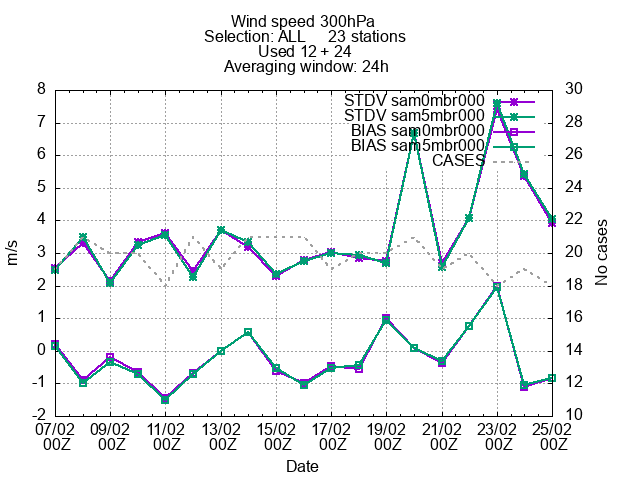 Wind speed 300hPa
Selection: ALL 23 stations
Used 12 + 24
Averaging window: 24h
STDV sam0mbr000
STDV sam5mbr000
BIAS sam0mbr000
BIAS sam5mbr000
CASES
8
7
6
5
4
3
2
1
0
-1
-2
m/s
30
28
26
24
22
20
18
16
14
12
10
No cases
07/02 09/02 11/02 13/02 15/02 17/02 19/02 21/02 23/02 25/02
00Z 00Z 00Z 00Z 00Z 00Z 00Z 00Z 00Z 00Z
Date